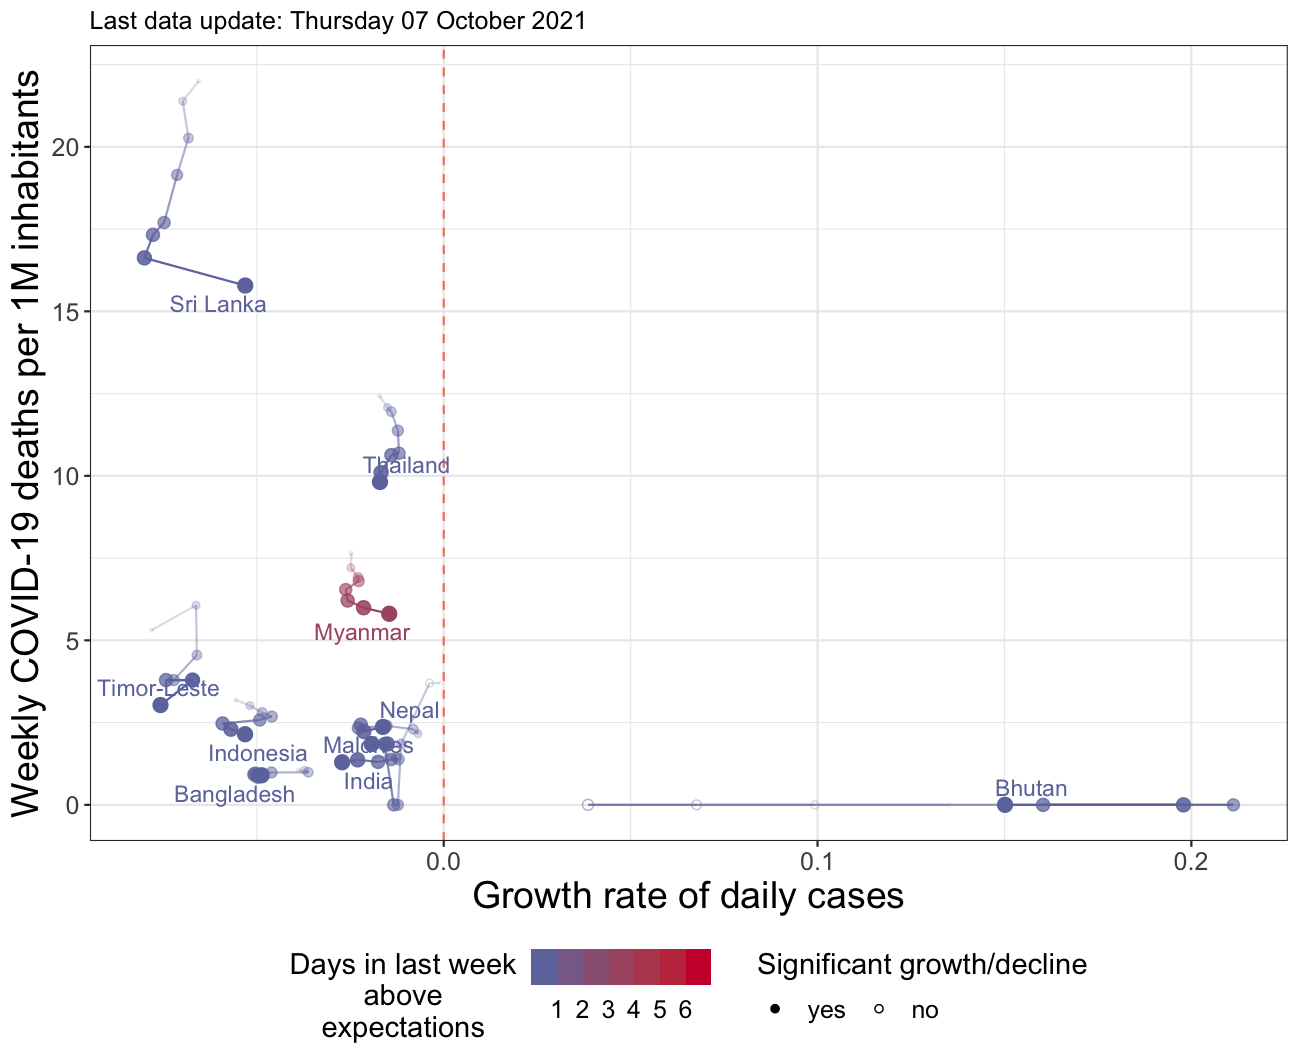 Last data update: Thursday 07 October 2021
Weekly COVID-19 deaths per 1M inhabitants
20
15
10
5
0
Sri Lanka
Thailand
Myanmar
Timor-Leste
Nepal
Maldives
Indonesia
India
Bangladesh
Bhutan
0.0 0.1 0.2
Growth rate of daily cases
Days in last week
above
expectations
1 2 3 4 5 6
Significant growth/decline
yes no